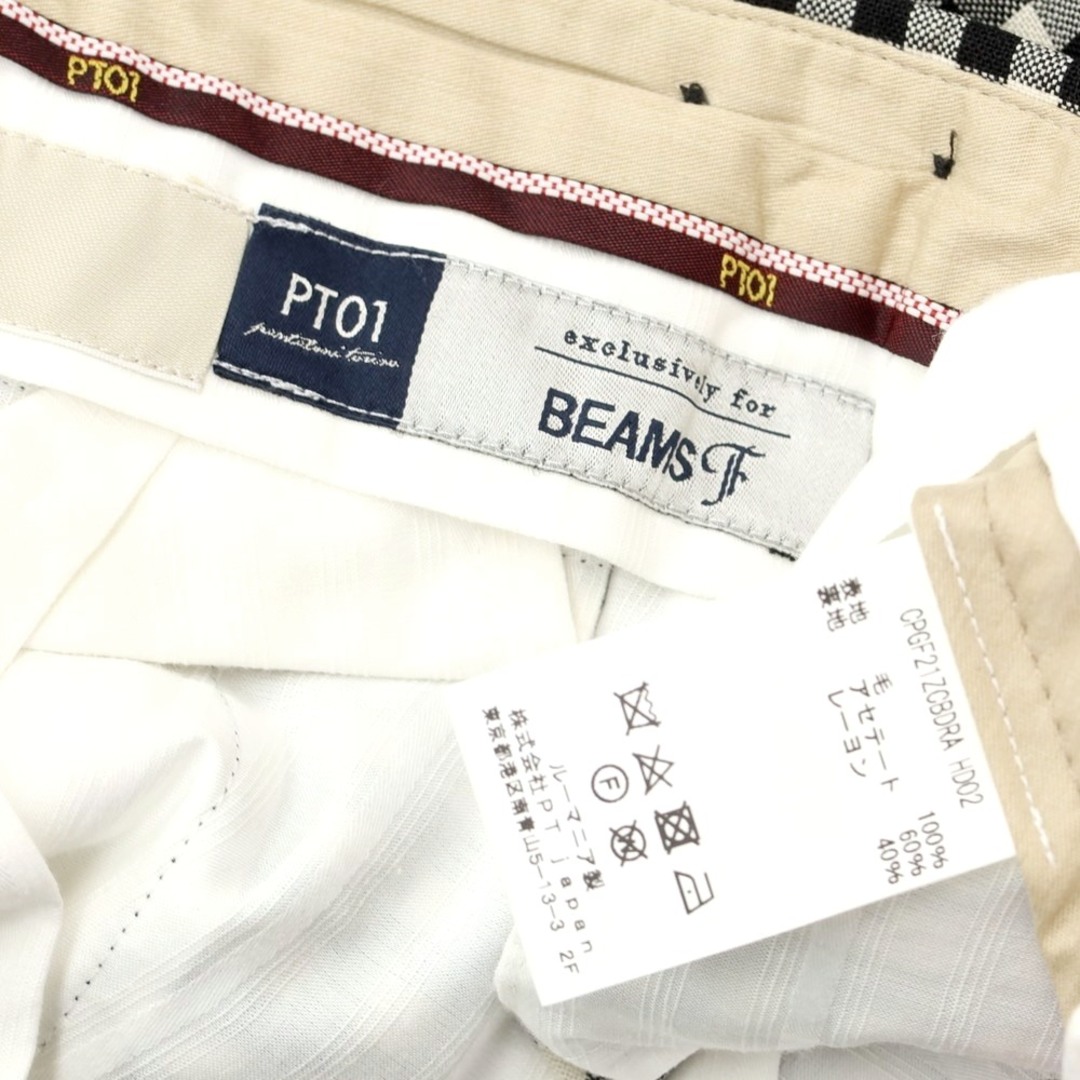 PT01
PT01
PT01
pantaloni torino
exclusively for
BEAMS F
CPGF21ZCBDRA HD02
表地 毛 100%
裏地 アセテート 60%
レーヨン 40%
F
ルーマニア製
株式会社PT japan
東京都港区南青山5-13-3 2F